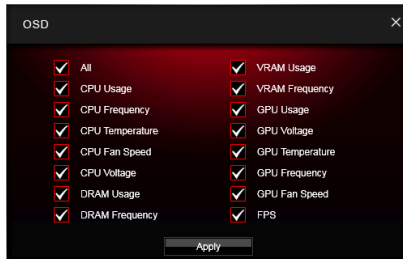 OSD
All
CPU Usage
CPU Frequency
CPU Temperature
CPU Fan Speed
CPU Voltage
DRAM Usage
DRAM Frequency
VRAM Usage
VRAM Frequency
GPU Usage
GPU Voltage
GPU Temperature
GPU Frequency
GPU Fan Speed
FPS
Apply